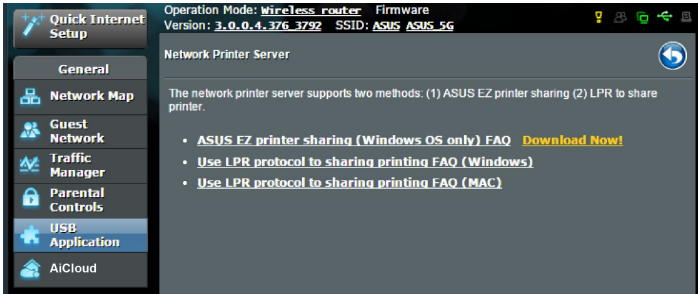 Quick Internet
Setup
General
Network Map
Guest
Network
Traffic
Manager
Parental
Controls
USB
Application
AiCloud
Operation Mode: Wireless router Firmware
Version: 3.0.0.4.376_3792 SSID: ASUS ASUS_5G
Network Printer Server
The network printer server supports two methods: (1) ASUS EZ printer sharing (2) LPR to share
printer.
• ASUS EZ printer sharing (Windows OS only) FAQ Download Now!
• Use LPR protocol to sharing printing FAQ (Windows)
• Use LPR protocol to sharing printing FAQ (MAC)